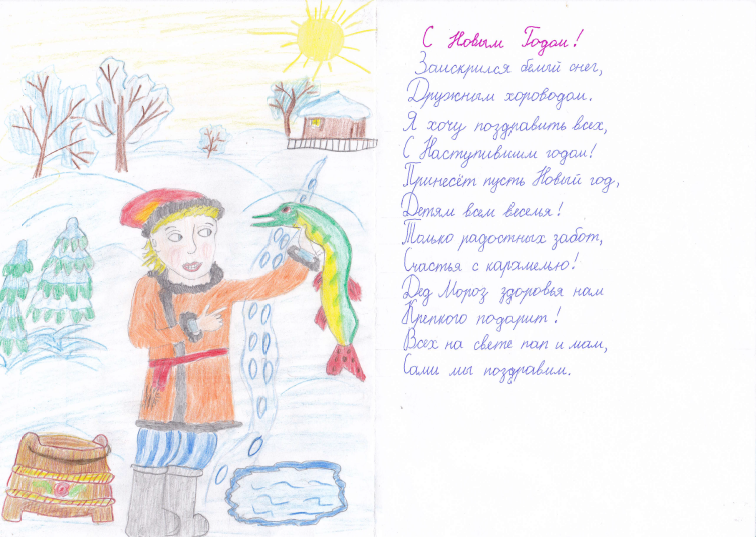 С Новым Годом!
Заискрился белый снег,
Дружным хороводом.
Я хочу поздравить всех,
С Наступившим годом!
Принесёт пусть Новый год,
Детям всем веселья!
Только радостных забот,
Счастья с карамелью!
Дед Мороз здоровья нам
Крепкого подарит!
Всех на свете пап и мам,
Сами мы поздравим.